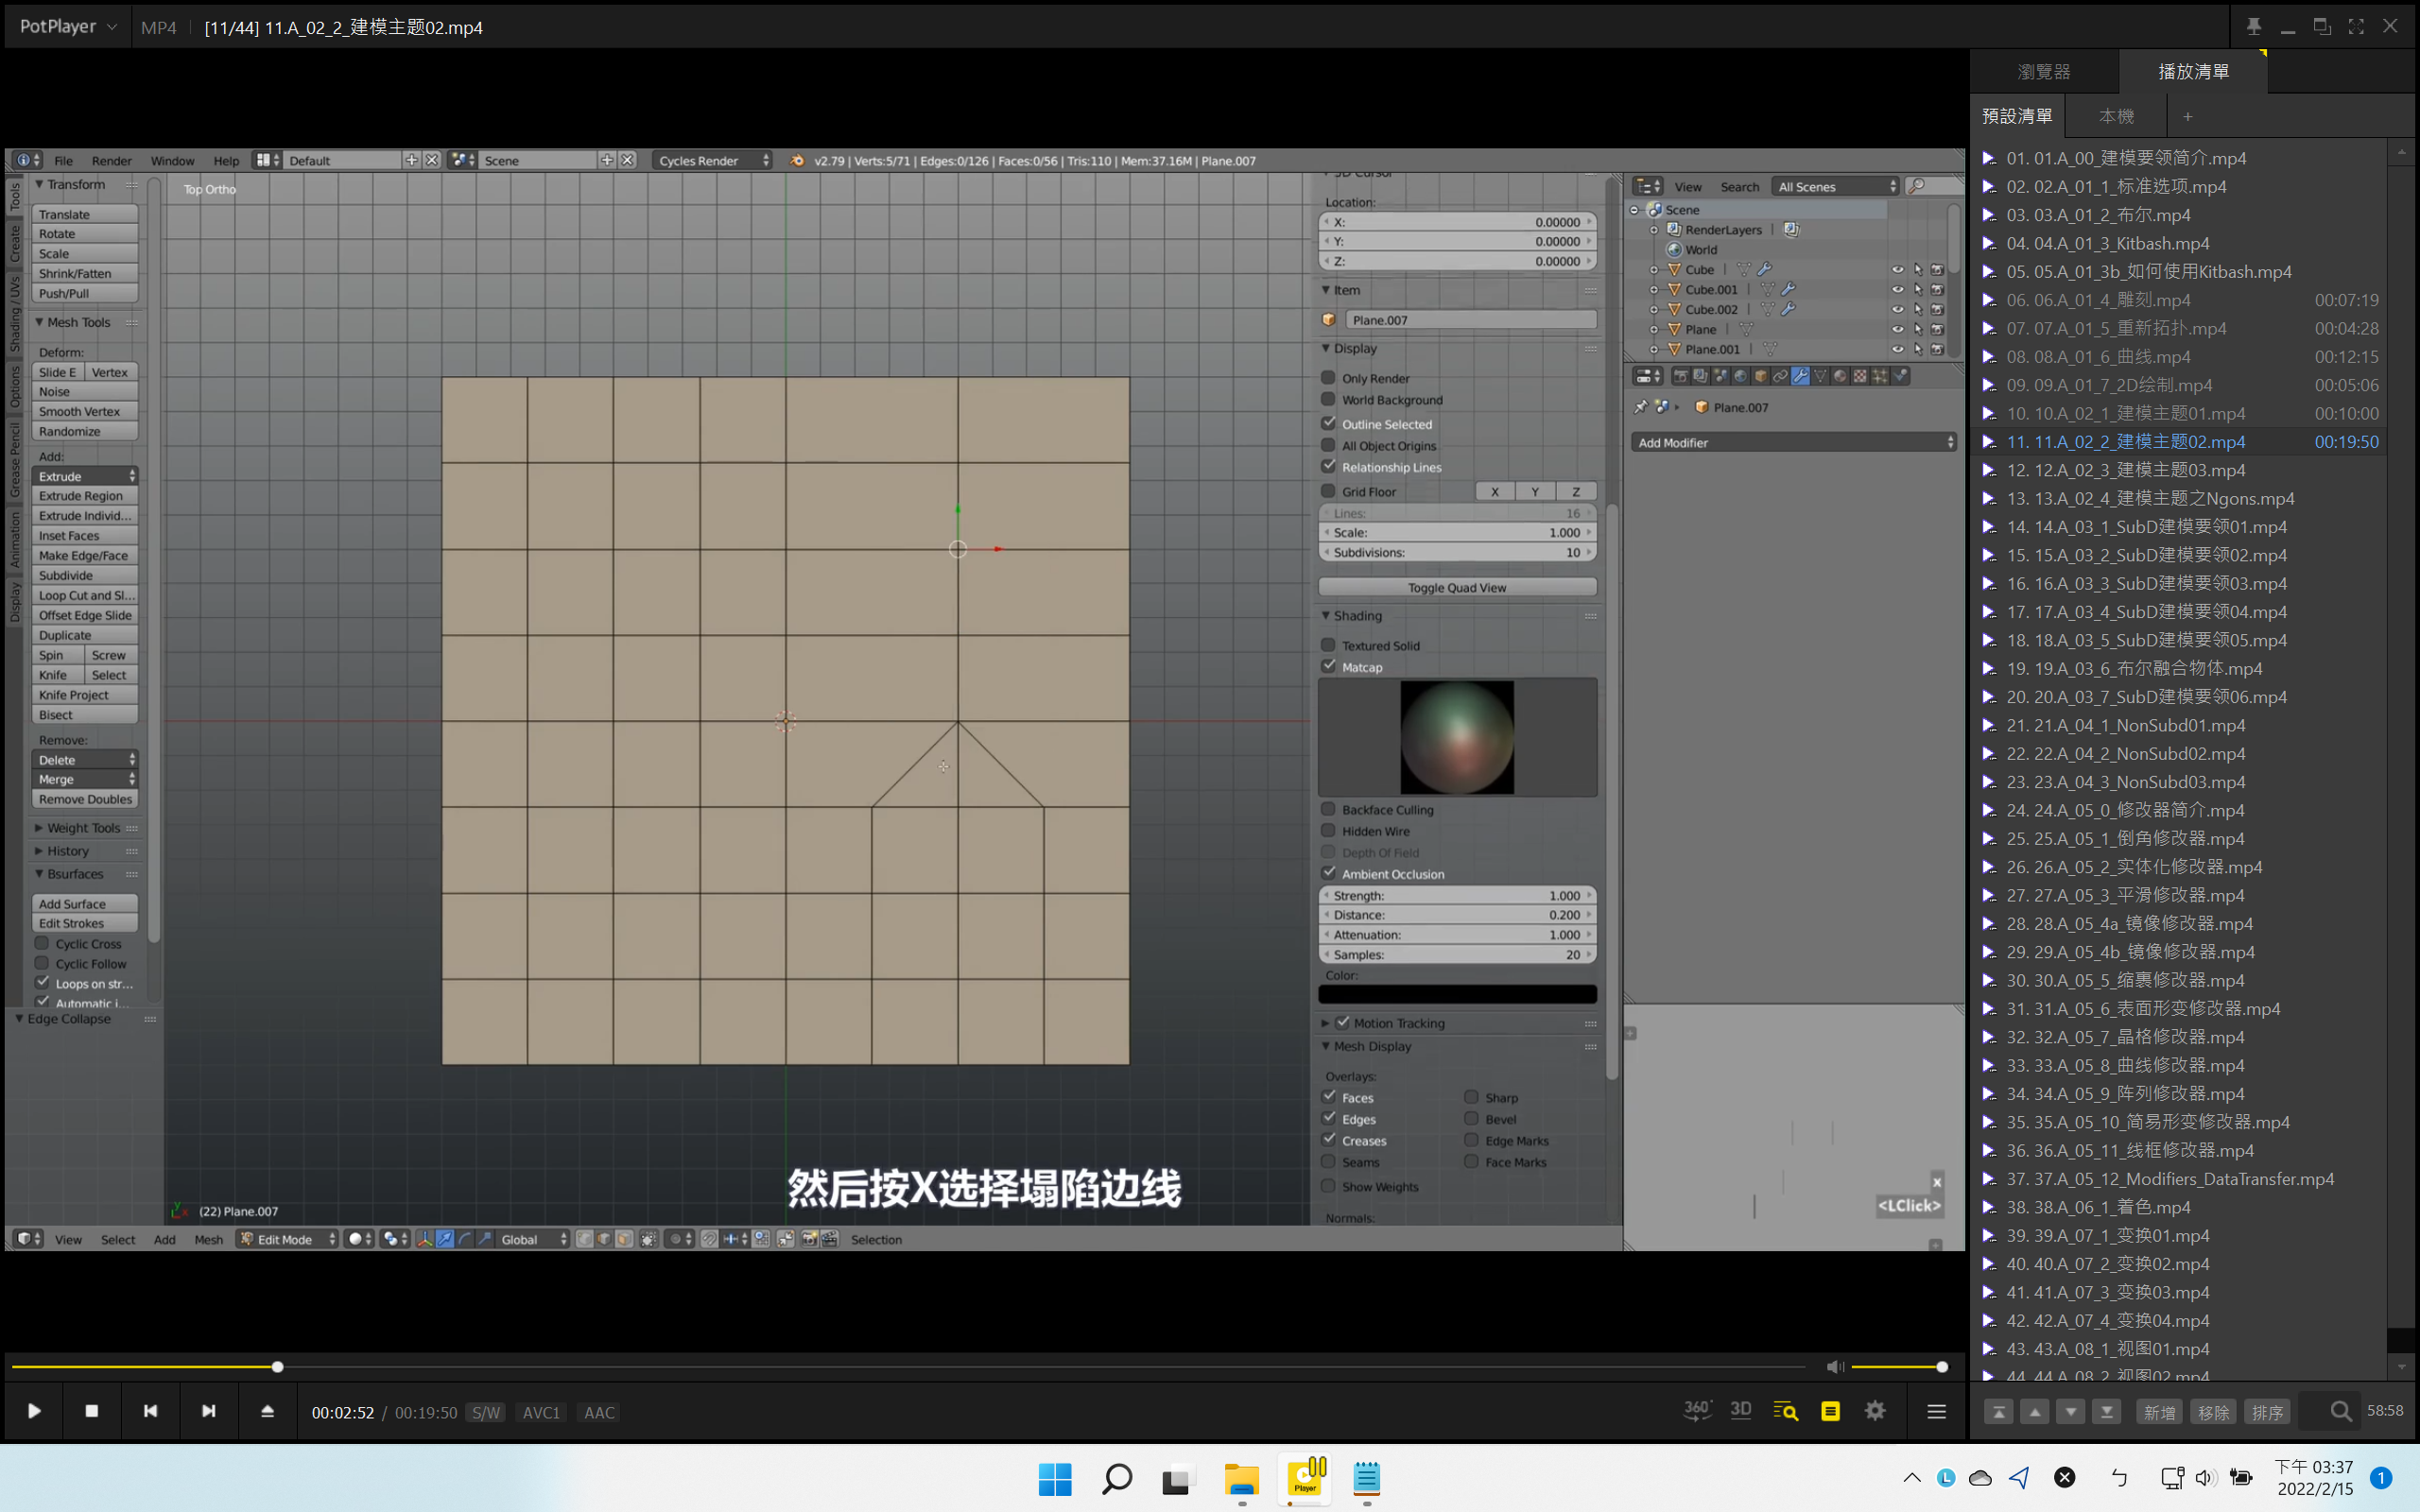 PotPlayer MP4 [11/44] 11.A_02_2_建模主题02.mp4
File Render Window Help Default Scene Cycles Render v2.79 | Verts:5/71 | Edges:0/126 | Faces:0/56 | Tris:110 | Mem:37.16M | Plane.007
Tools
Create
Shading / UVs
Options
Grease Pencil
Animation
Display
Transform
Translate
Rotate
Scale
Shrink/Fatten
Push/Pull
Mesh Tools
Deform:
Slide E Vertex
Noise
Smooth Vertex
Randomize
Add:
Extrude
Extrude Region
Extrude Individ...
Inset Faces
Make Edge/Face
Subdivide
Loop Cut and Sl...
Offset Edge Slide
Duplicate
Spin Screw
Knife Select
Knife Project
Bisect
Remove:
Delete
Merge
Remove Doubles
Weight Tools
History
Bsurfaces
Add Surface
Edit Strokes
Cyclic Cross
Cyclic Follow
Loops on str...
Automatic i...
Edge Collapse
Top Ortho
然后按X选择塌陷边线
(22) Plane.007
View Select Add Mesh Edit Mode Global Selection
3D Cursor
Location:
X: 0.00000
Y: 0.00000
Z: 0.00000
Item
Plane.007
Display
Only Render
World Background
Outline Selected
All Object Origins
Relationship Lines
Grid Floor X Y Z
Lines: 16
Scale: 1.000
Subdivisions: 10
Toggle Quad View
Shading
Textured Solid
Matcap
Backface Culling
Hidden Wire
Depth Of Field
Ambient Occlusion
Strength: 1.000
Distance: 0.200
Attenuation: 1.000
Samples: 20
Color:
Motion Tracking
Mesh Display
Overlays:
Faces Sharp
Edges Bevel
Creases Edge Marks
Seams Face Marks
Show Weights
Normals:
View Search All Scenes
Scene
RenderLayers
World
Cube
Cube.001
Cube.002
Plane
Plane.001
Plane.007
Add Modifier
x
<LClick>
瀏覽器 播放清單
預設清單 本機 +
01. 01.A_00_建模要领简介.mp4
02. 02.A_01_1_标准选项.mp4
03. 03.A_01_2_布尔.mp4
04. 04.A_01_3_Kitbash.mp4
05. 05.A_01_3b_如何使用Kitbash.mp4
06. 06.A_01_4_雕刻.mp4 00:07:19
07. 07.A_01_5_重新拓扑.mp4 00:04:28
08. 08.A_01_6_曲线.mp4 00:12:15
09. 09.A_01_7_2D绘制.mp4 00:05:06
10. 10.A_02_1_建模主题01.mp4 00:10:00
11. 11.A_02_2_建模主题02.mp4 00:19:50
12. 12.A_02_3_建模主题03.mp4
13. 13.A_02_4_建模主题之Ngons.mp4
14. 14.A_03_1_SubD建模要领01.mp4
15. 15.A_03_2_SubD建模要领02.mp4
16. 16.A_03_3_SubD建模要领03.mp4
17. 17.A_03_4_SubD建模要领04.mp4
18. 18.A_03_5_SubD建模要领05.mp4
19. 19.A_03_6_布尔融合物体.mp4
20. 20.A_03_7_SubD建模要领06.mp4
21. 21.A_04_1_NonSubd01.mp4
22. 22.A_04_2_NonSubd02.mp4
23. 23.A_04_3_NonSubd03.mp4
24. 24.A_05_0_修改器简介.mp4
25. 25.A_05_1_倒角修改器.mp4
26. 26.A_05_2_实体化修改器.mp4
27. 27.A_05_3_平滑修改器.mp4
28. 28.A_05_4a_镜像修改器.mp4
29. 29.A_05_4b_镜像修改器.mp4
30. 30.A_05_5_缩裹修改器.mp4
31. 31.A_05_6_表面形变修改器.mp4
32. 32.A_05_7_晶格修改器.mp4
33. 33.A_05_8_曲线修改器.mp4
34. 34.A_05_9_阵列修改器.mp4
35. 35.A_05_10_简易形变修改器.mp4
36. 36.A_05_11_线框修改器.mp4
37. 37.A_05_12_Modifiers_DataTransfer.mp4
38. 38.A_06_1_着色.mp4
39. 39.A_07_1_变换01.mp4
40. 40.A_07_2_变换02.mp4
41. 41.A_07_3_变换03.mp4
42. 42.A_07_4_变换04.mp4
43. 43.A_08_1_视图01.mp4
44. 44.A_08_2_视图02.mp4
00:02:52 / 00:19:50 S/W AVC1 AAC
360° 3D
新增 移除 排序 58:58
Player
ㄅ
下午 03:37
2022/2/15
1